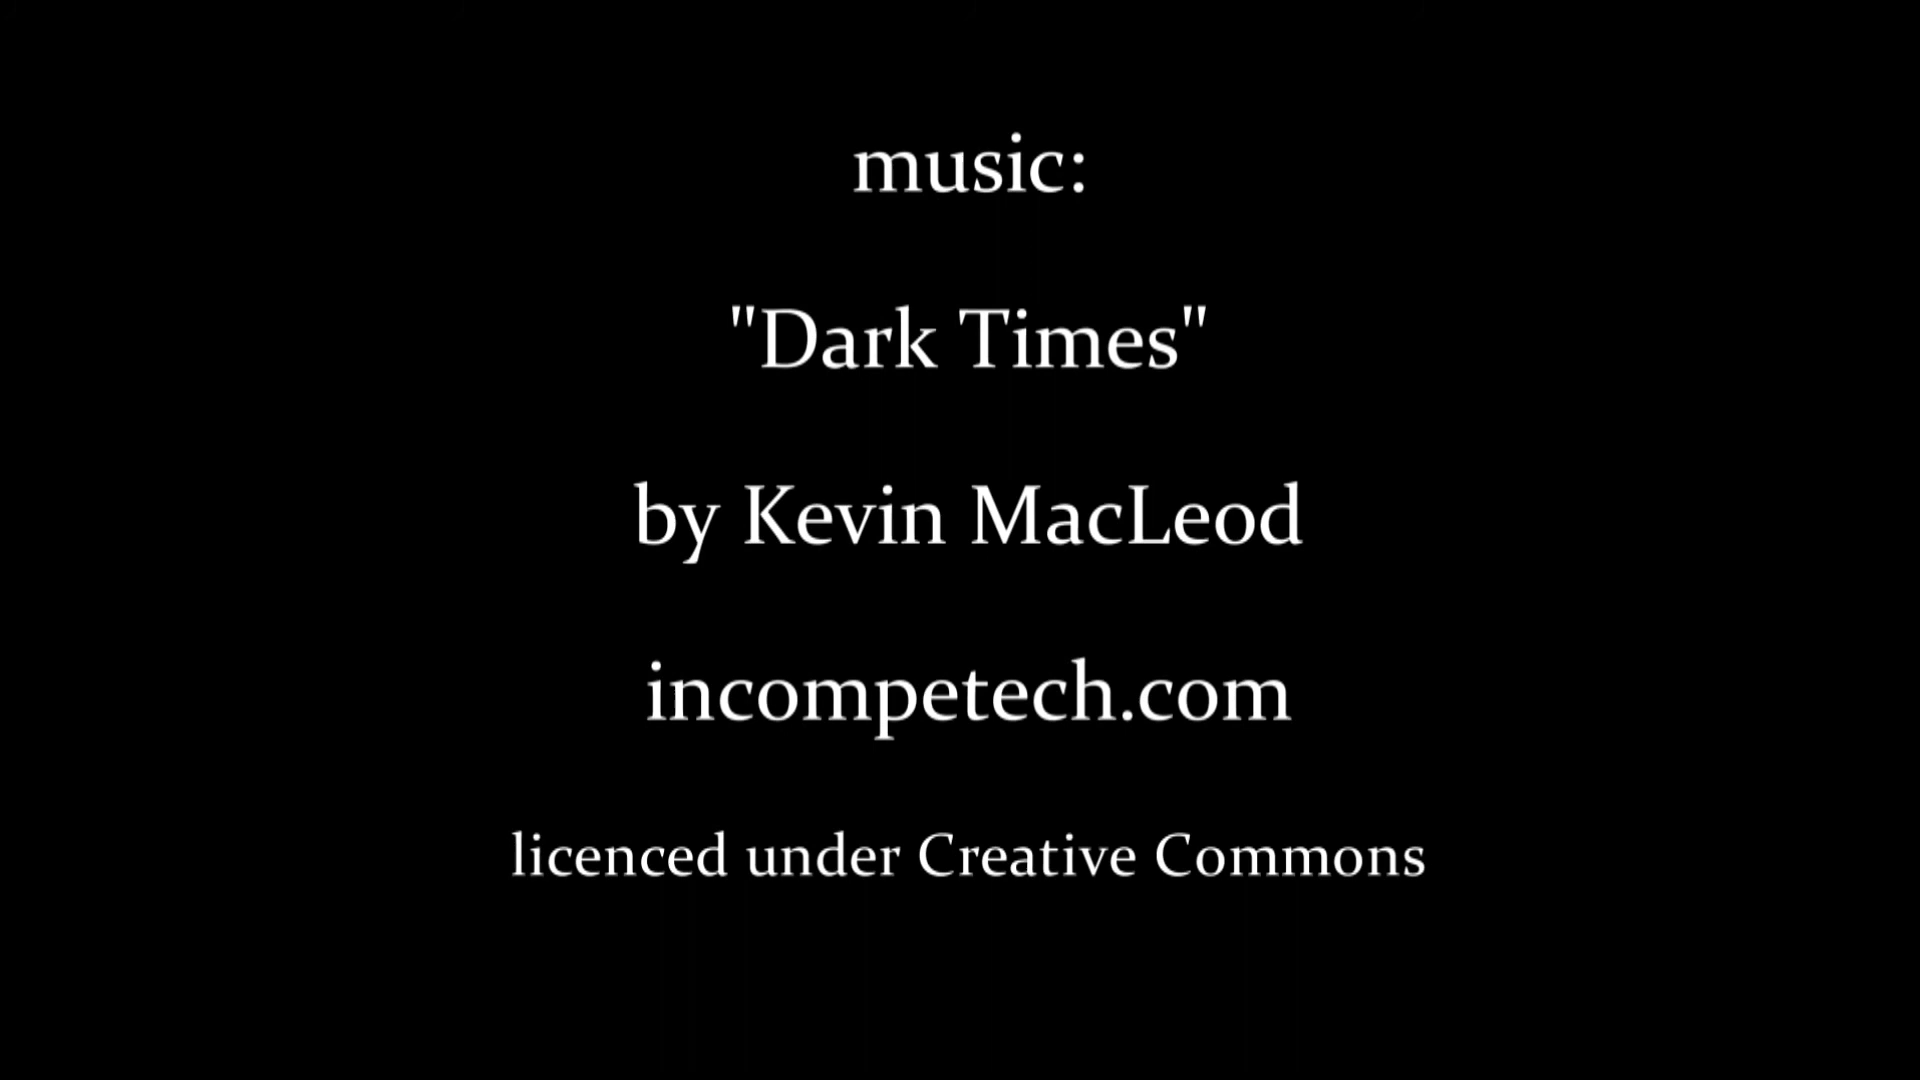 music:
"Dark Times"
by Kevin MacLeod
incompetech.com
licenced under Creative Commons